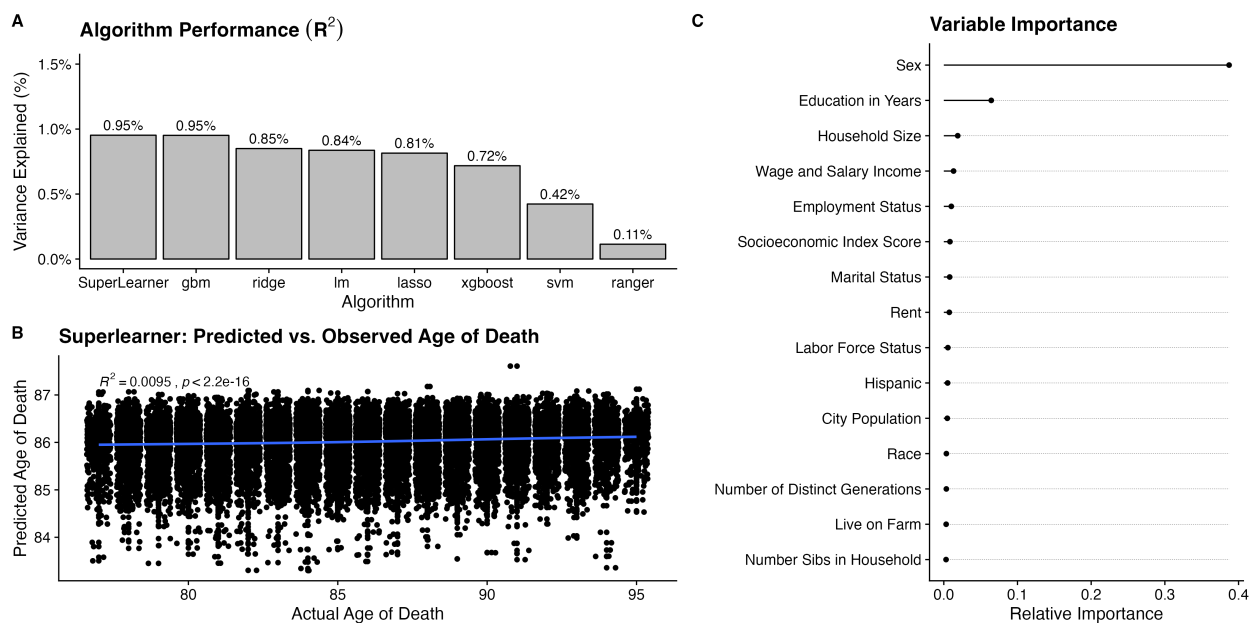 A
Algorithm Performance (R²)
Variance Explained (%)
1.5%
1.0%
0.5%
0.0%
0.95%
0.95%
0.85%
0.84%
0.81%
0.72%
0.42%
0.11%
SuperLearner gbm ridge lm lasso xgboost svm ranger
Algorithm
B
Superlearner: Predicted vs. Observed Age of Death
Predicted Age of Death
R² = 0.0095 , p < 2.2e-16
87
86
85
84
80 85 90 95
Actual Age of Death
C
Variable Importance
Sex
Education in Years
Household Size
Wage and Salary Income
Employment Status
Socioeconomic Index Score
Marital Status
Rent
Labor Force Status
Hispanic
City Population
Race
Number of Distinct Generations
Live on Farm
Number Sibs in Household
0.0 0.1 0.2 0.3 0.4
Relative Importance